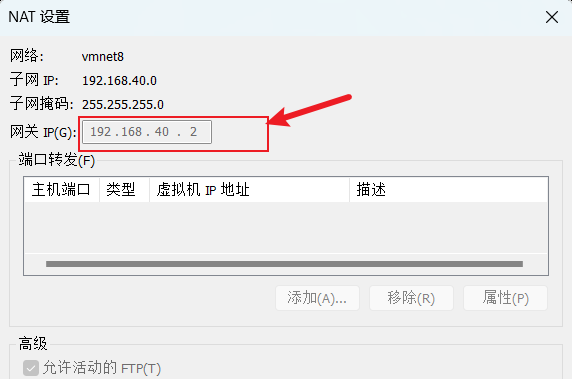 NAT 设置
网络: vmnet8
子网 IP: 192.168.40.0
子网掩码: 255.255.255.0
网关 IP(G): 192 . 168 . 40 . 2
端口转发(F)
主机端口 类型 虚拟机 IP 地址 描述
添加(A)... 移除(R) 属性(P)
高级
允许活动的 FTP(T)